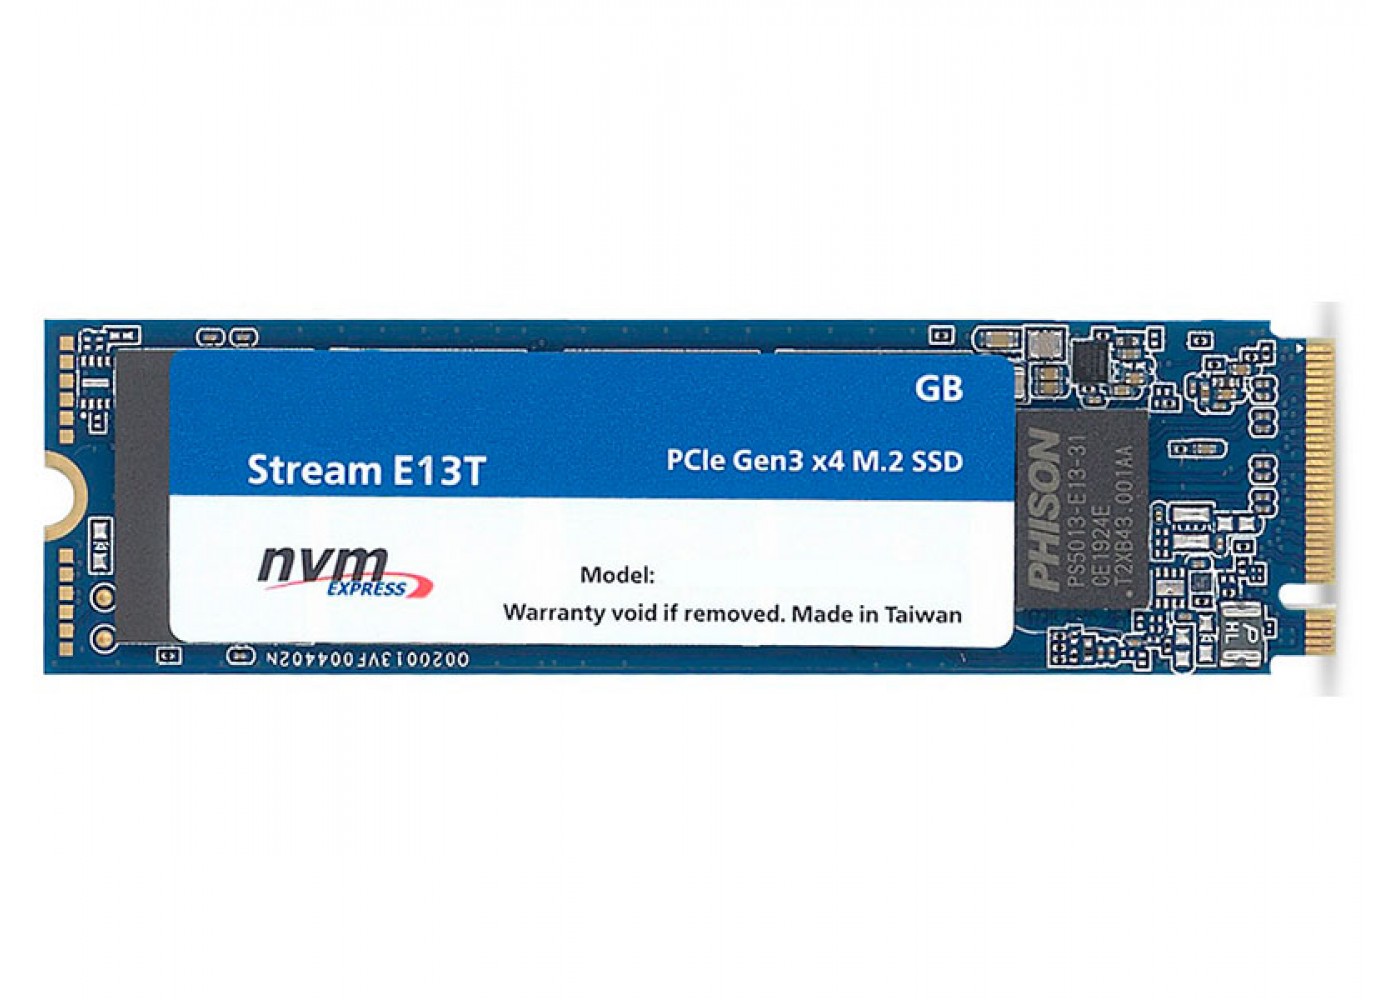 GB
Stream E13T
PCIe Gen3 x4 M.2 SSD
nvm
EXPRESS
Model:
Warranty void if removed. Made in Taiwan
PHISON
PS5013-E13-31
CE1924E
T2XB43.001AA
P
HL
0020013VF004402N